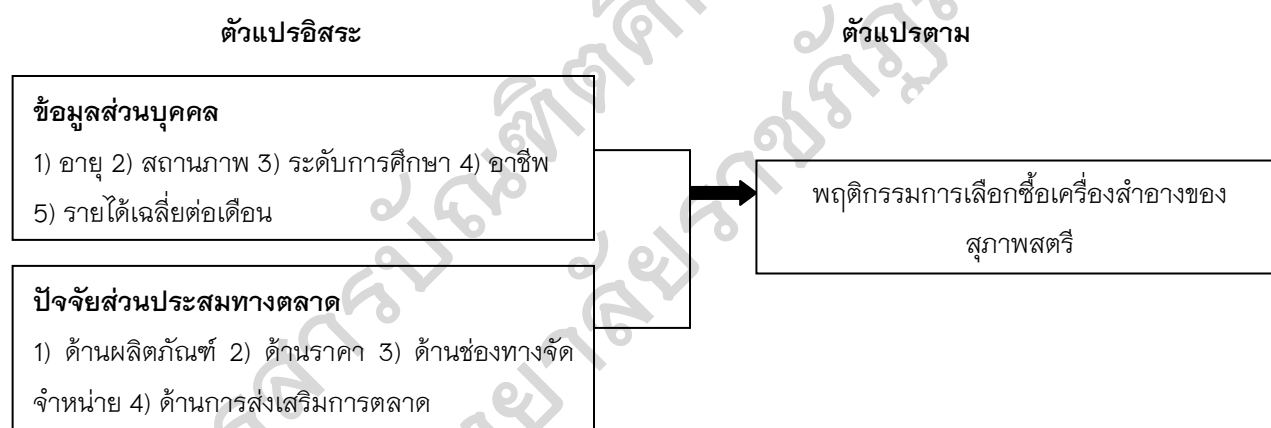 ตัวแปรอิสระ
ตัวแปรตาม
ข้อมูลส่วนบุคคล
1) อายุ 2) สถานภาพ 3) ระดับการศึกษา 4) อาชีพ
5) รายได้เฉลี่ยต่อเดือน
พฤติกรรมการเลือกซื้อเครื่องสำอางของ
สุภาพสตรี
ปัจจัยส่วนประสมทางตลาด
1) ด้านผลิตภัณฑ์ 2) ด้านราคา 3) ด้านช่องทางจัด
จำหน่าย 4) ด้านการส่งเสริมการตลาด